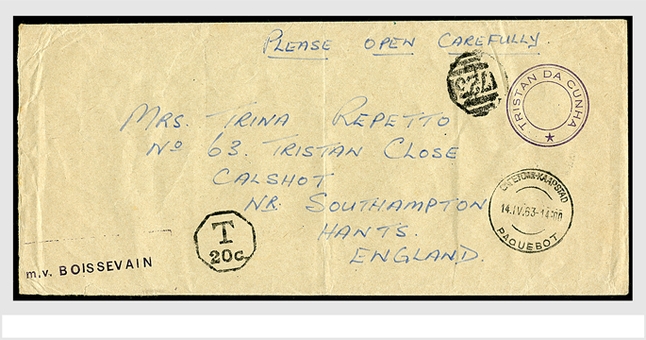 PLEASE OPEN CAREFULLY.
TRISTAN DA CUNHA
MRS. TRINA REPETTO
Nº 63. TRISTAN CLOSE
CALSHOT
NR. SOUTHAMPTON
HANTS.
ENGLAND.
14.IV.63-14
PAQUEBOT
T
20c
m.v. BOISSEVAIN